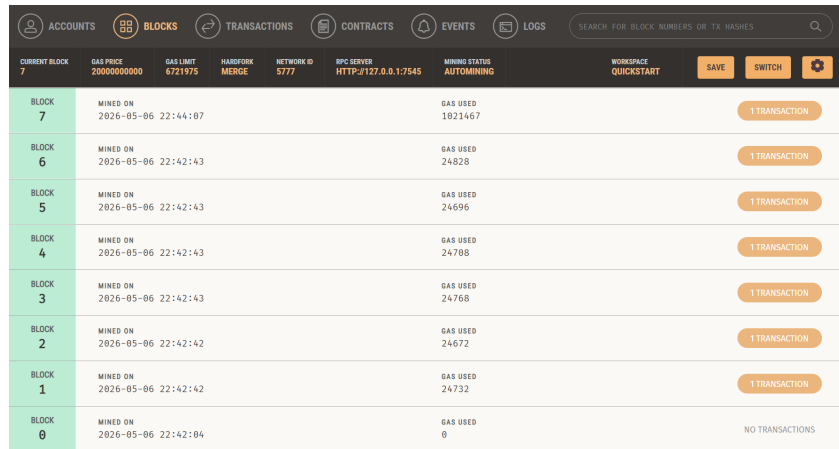 ACCOUNTS BLOCKS TRANSACTIONS CONTRACTS EVENTS LOGS SEARCH FOR BLOCK NUMBERS OR TX HASHES
CURRENT BLOCK GAS PRICE GAS LIMIT HARDFORK NETWORK ID RPC SERVER MINING STATUS WORKSPACE
7 20000000000 6721975 MERGE 5777 HTTP://127.0.0.1:7545 AUTOMINING QUICKSTART SAVE SWITCH
BLOCK MINED ON GAS USED
7 2026-05-06 22:44:07 1021467 1 TRANSACTION
BLOCK MINED ON GAS USED
6 2026-05-06 22:42:43 24828 1 TRANSACTION
BLOCK MINED ON GAS USED
5 2026-05-06 22:42:43 24696 1 TRANSACTION
BLOCK MINED ON GAS USED
4 2026-05-06 22:42:43 24708 1 TRANSACTION
BLOCK MINED ON GAS USED
3 2026-05-06 22:42:43 24768 1 TRANSACTION
BLOCK MINED ON GAS USED
2 2026-05-06 22:42:42 24672 1 TRANSACTION
BLOCK MINED ON GAS USED
1 2026-05-06 22:42:42 24732 1 TRANSACTION
BLOCK MINED ON GAS USED
0 2026-05-06 22:42:04 0 NO TRANSACTIONS